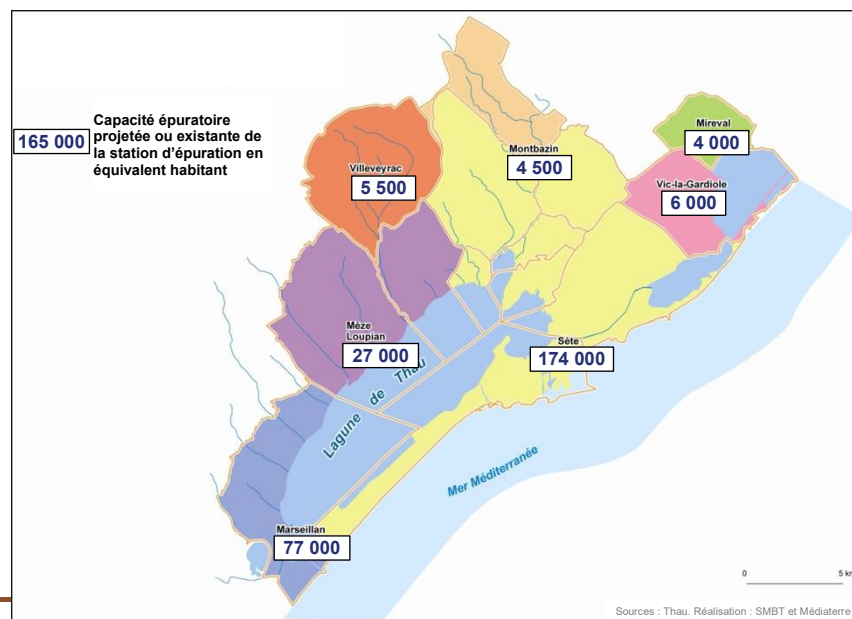 165 000
Capacité épuratoire
projetée ou existante de
la station d'épuration en
équivalent habitant
Mireval
4 000
Montbazin
4 500
Villeveyrac
5 500
Vic-la-Gardiole
6 000
Mèze
Loupian
27 000
Sète
174 000
Lagune de Thau
Mer Méditerranée
Marseillan
77 000
0 5 km
Sources : Thau. Réalisation : SMBT et Médiaterre